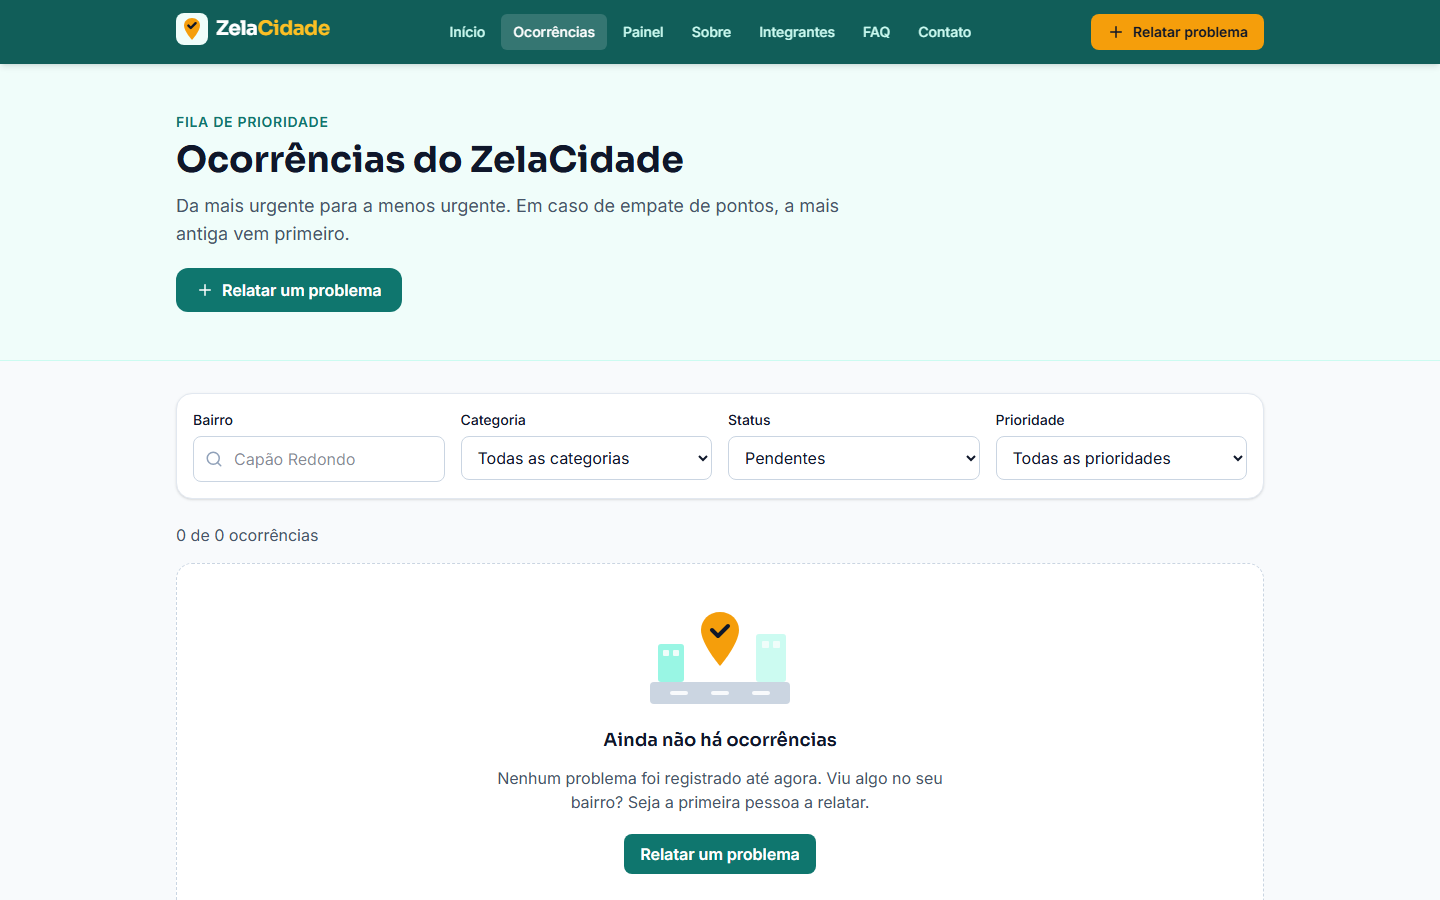 ZelaCidade
Início
Ocorrências
Painel
Sobre
Integrantes
FAQ
Contato
Relatar problema
FILA DE PRIORIDADE
Ocorrências do ZelaCidade
Da mais urgente para a menos urgente. Em caso de empate de pontos, a mais
antiga vem primeiro.
Relatar um problema
Bairro
Categoria
Status
Prioridade
Capão Redondo
Todas as categorias
Pendentes
Todas as prioridades
0 de 0 ocorrências
Ainda não há ocorrências
Nenhum problema foi registrado até agora. Viu algo no seu
bairro? Seja a primeira pessoa a relatar.
Relatar um problema